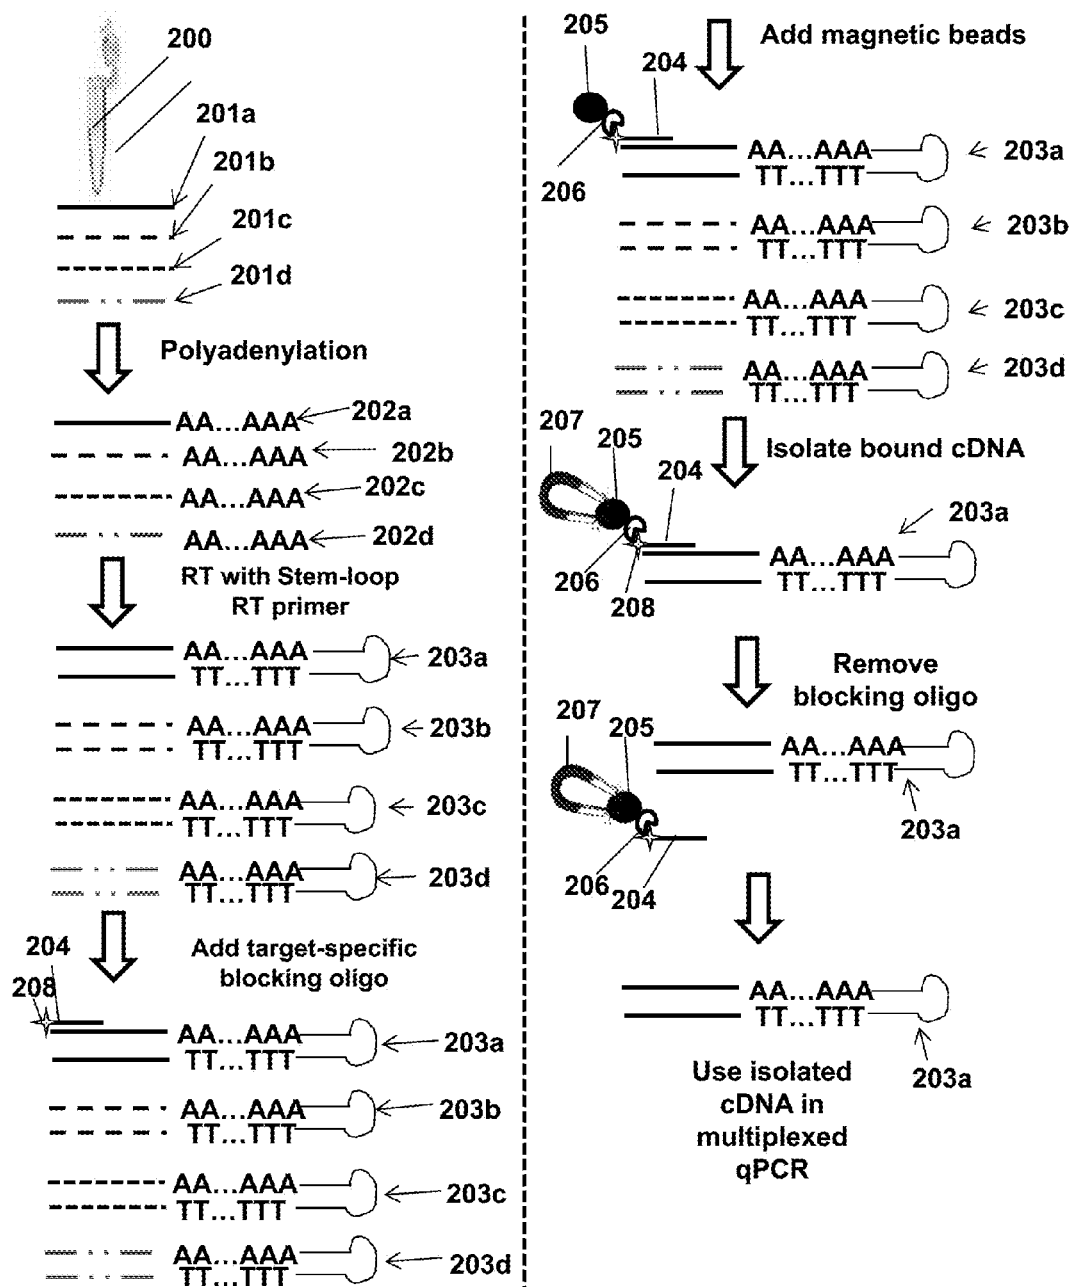 200
201a
201b
201c
201d
Polyadenylation
AA...AAA
202a
AA...AAA
202b
AA...AAA
202c
AA...AAA
202d
RT with Stem-loop
RT primer
AA...AAA
TT...TTT
203a
AA...AAA
TT...TTT
203b
AA...AAA
TT...TTT
203c
AA...AAA
TT...TTT
203d
Add target-specific
blocking oligo
204
208
AA...AAA
TT...TTT
203a
AA...AAA
TT...TTT
203b
AA...AAA
TT...TTT
203c
AA...AAA
TT...TTT
203d
Add magnetic beads
205
204
206
AA...AAA
TT...TTT
203a
AA...AAA
TT...TTT
203b
AA...AAA
TT...TTT
203c
AA...AAA
TT...TTT
203d
Isolate bound cDNA
207
205
204
206
208
203a
AA...AAA
TT...TTT
Remove
blocking oligo
207
205
AA...AAA
TT...TTT
203a
206
204
AA...AAA
TT...TTT
203a
Use isolated
cDNA in
multiplexed
qPCR